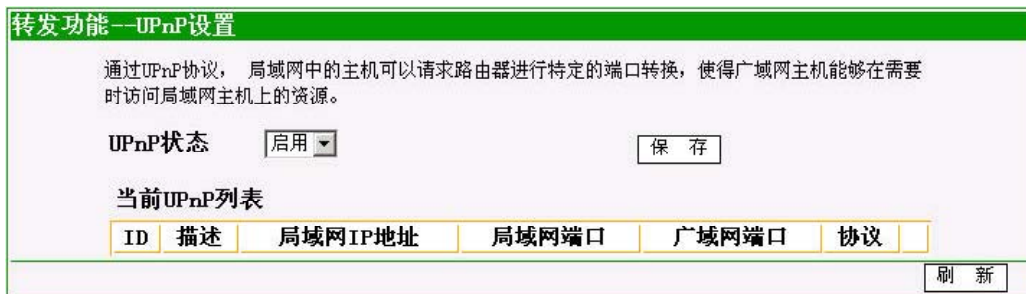 转发功能--UPnP设置
通过UPnP协议， 局域网中的主机可以请求路由器进行特定的端口转换，使得广域网主机能够在需要
时访问局域网主机上的资源。
UPnP状态 启用 保 存
当前UPnP列表
ID 描述 局域网IP地址 局域网端口 广域网端口 协议
刷 新